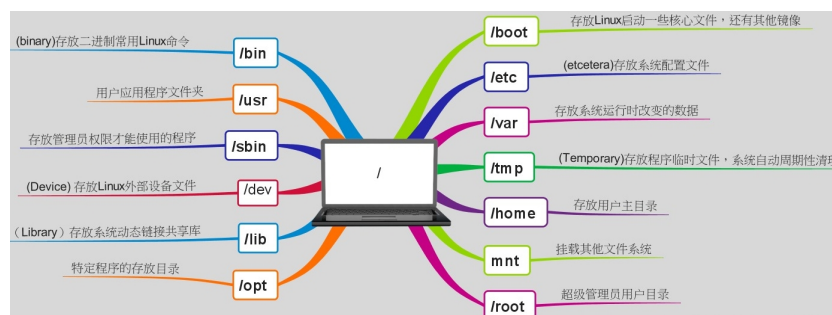 (binary)存放二进制常用Linux命令
/bin
用户应用程序文件夹
/usr
存放管理员权限才能使用的程序
/sbin
(Device) 存放Linux外部设备文件
/dev
（Library）存放系统动态链接共享库
/lib
特定程序的存放目录
/opt
/
/boot
存放Linux启动一些核心文件，还有其他镜像
/etc
(etcetera)存放系统配置文件
/var
存放系统运行时改变的数据
/tmp
(Temporary)存放程序临时文件，系统自动周期性清理
/home
存放用户主目录
mnt
挂载其他文件系统
/root
超级管理员用户目录